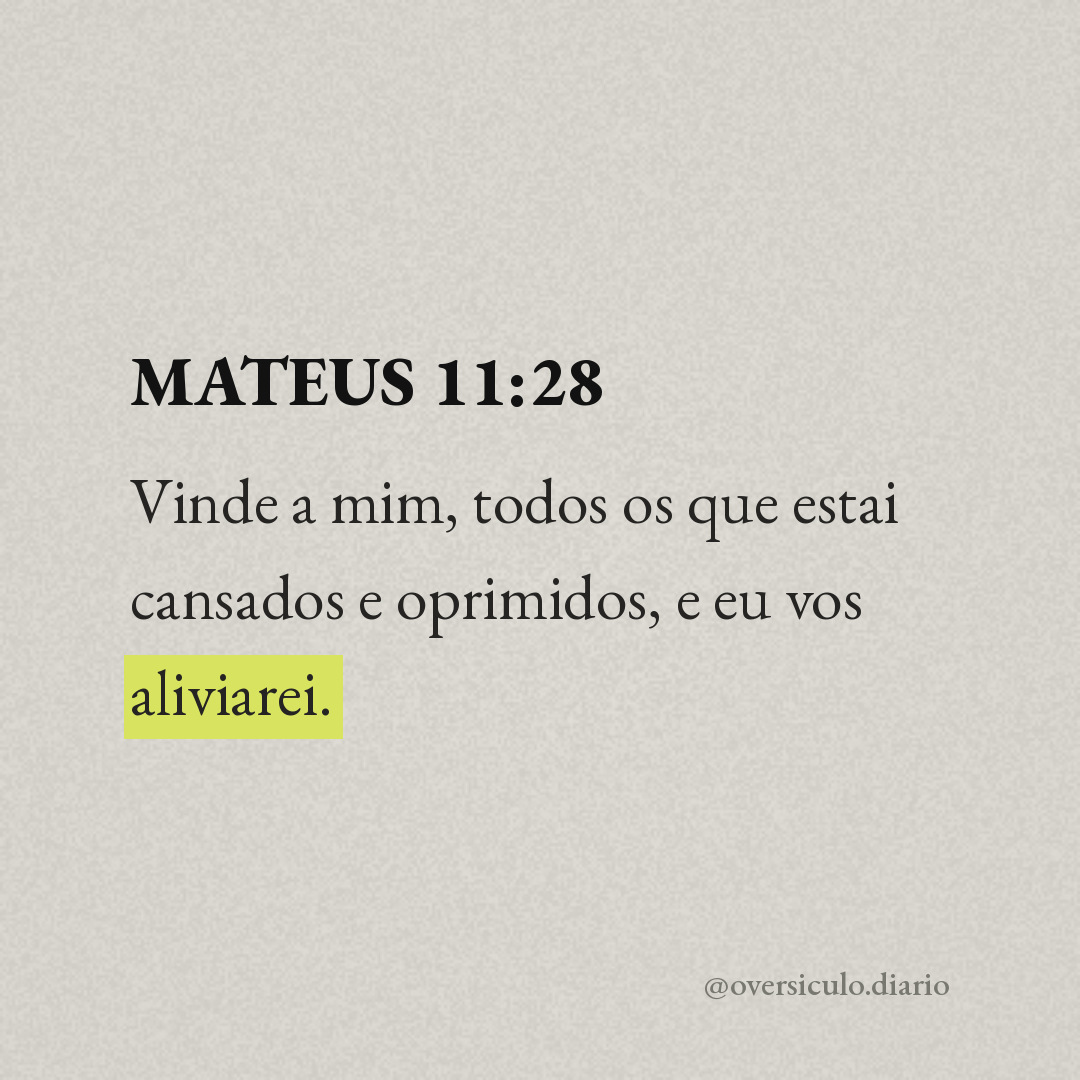 MATEUS 11:28
Vinde a mim, todos os que estai
cansados e oprimidos, e eu vos
aliviarei.
@oversiculo.diario